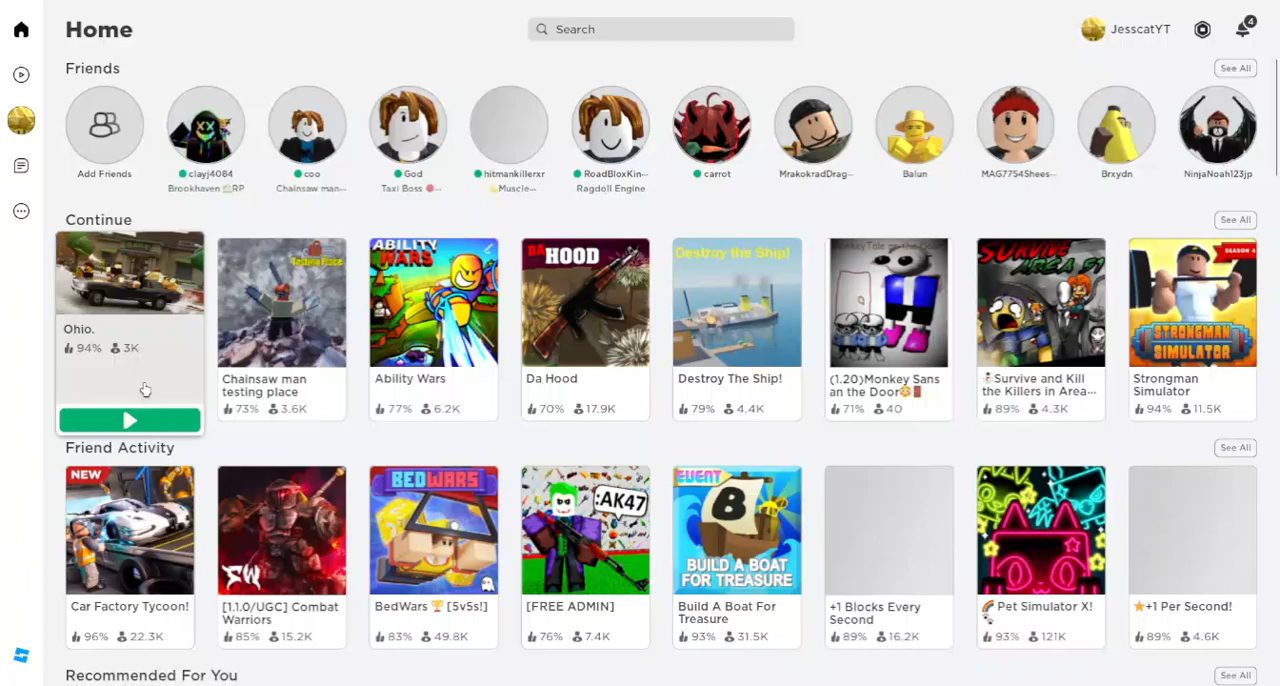 Home
Search
JesscatYT
4
Friends
See All
Add Friends
clayj4084
Brookhaven 🏡RP
coo
Chainsaw man...
God
Taxi Boss
hitmankillerxr
Muscle...
RoadBloxKin...
Ragdoll Engine
carrot
MrakokradDrag...
Balun
MAG77545hees...
Brxydn
NinjaNoah123jp
Continue
See All
Ohio.
94% 3K
Testing Place
Chainsaw man
testing place
73% 3.6K
ABILITY
WARS
Ability Wars
77% 6.2K
DA
HOOD
Da Hood
70% 17.9K
Destroy the Ship!
Destroy The Ship!
79% 4.4K
(1.20)Monkey Sans
an the Door😳🚪
71% 40
SURVIVE
AREA 51
Survive and Kill
the Killers in Area...
89% 4.3K
SEASON 4
STRONGMAN
SIMULATOR
Strongman
Simulator
94% 11.5K
Friend Activity
See All
NEW
Car Factory Tycoon!
96% 22.3K
[1.1.0/UGC] Combat
Warriors
85% 15.2K
BEDWARS
BedWars 🏆 [5v5s!]
83% 49.8K
:AK47
[FREE ADMIN]
76% 7.4K
EVENT
B
BUILD A BOAT
FOR TREASURE
Build A Boat For
Treasure
93% 31.5K
+1 Blocks Every
Second
89% 16.2K
🌈 Pet Simulator X!
🐾
93% 121K
⭐+1 Per Second!
89% 4.6K
Recommended For You
See All